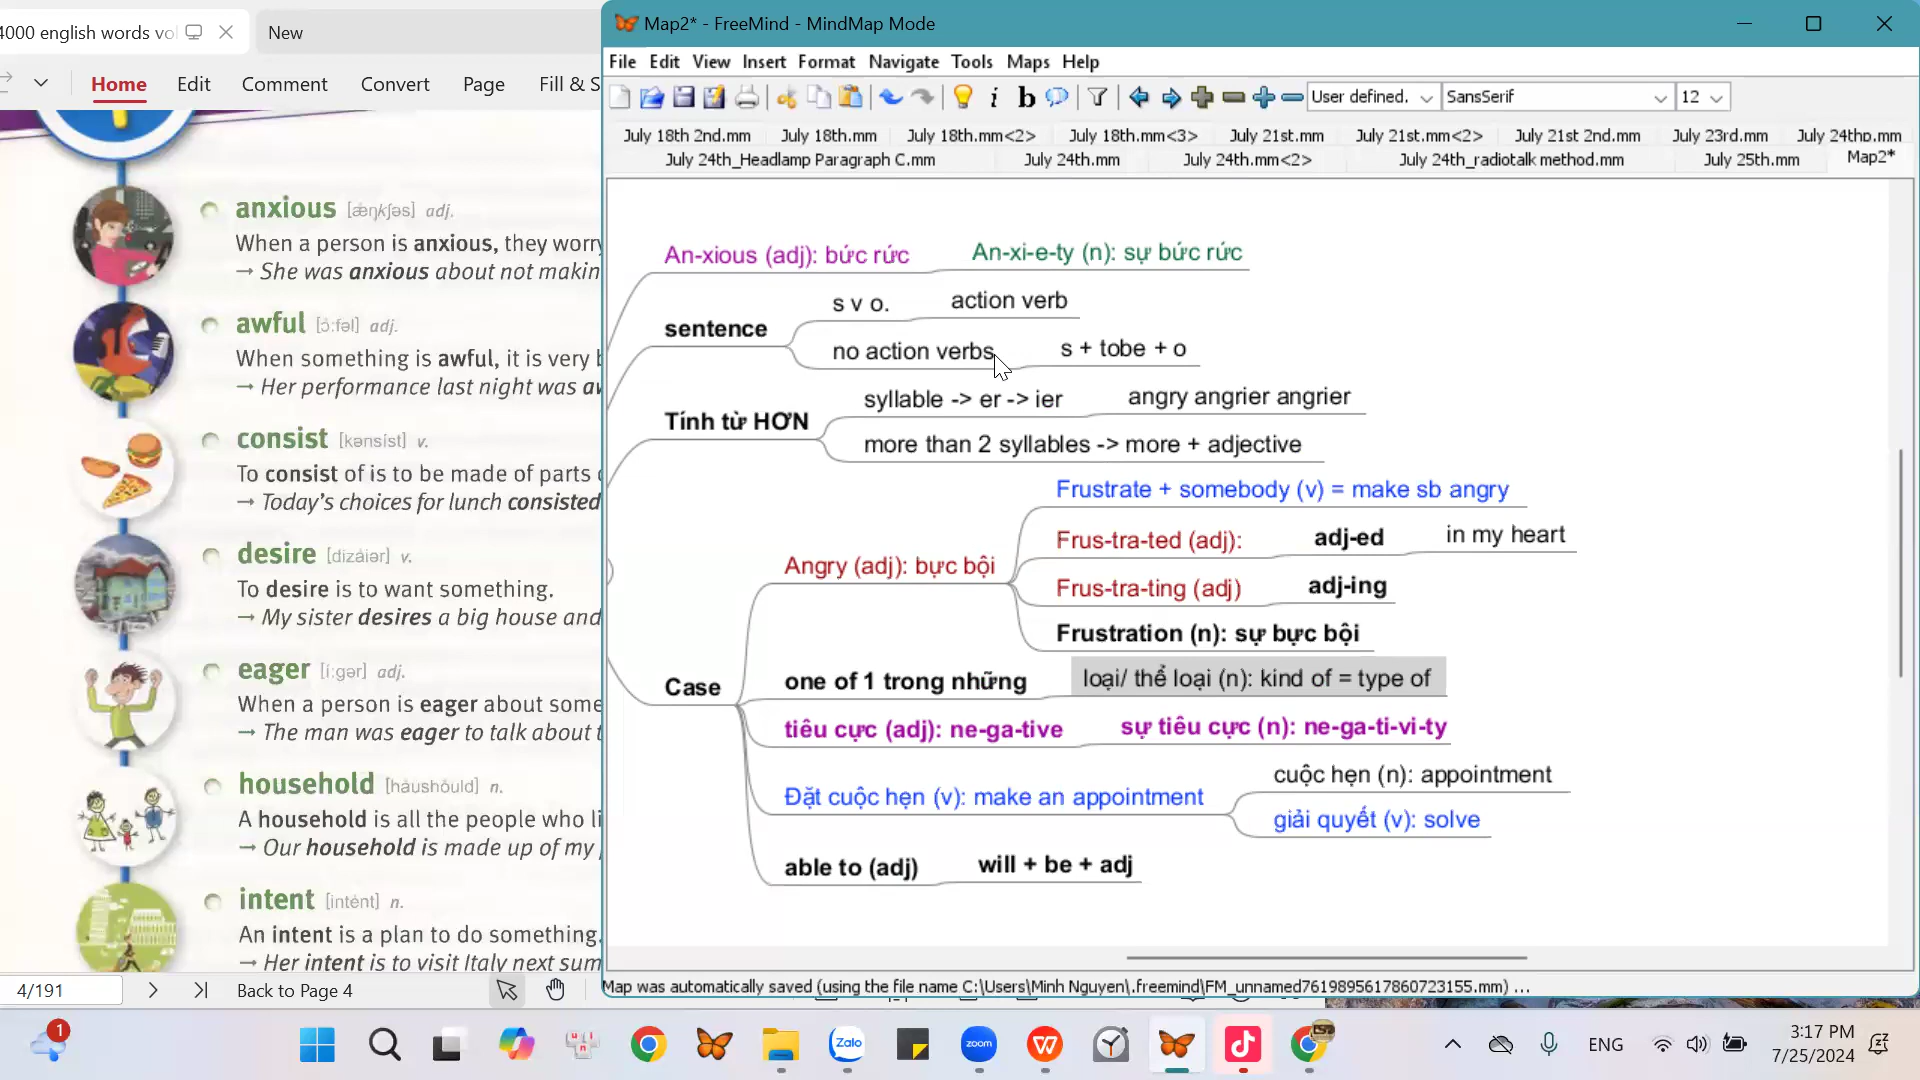 4000 english words vo
New
Home Edit Comment Convert Page Fill & S
anxious [ǽŋkʃəs] adj.
When a person is anxious, they worry
→ She was anxious about not makin
awful [ɔ́:fəl] adj.
When something is awful, it is very b
→ Her performance last night was aw
consist [kənsíst] v.
To consist of is to be made of parts o
→ Today's choices for lunch consisted
desire [dizáiər] v.
To desire is to want something.
→ My sister desires a big house and
eager [í:gər] adj.
When a person is eager about some
→ The man was eager to talk about t
household [háushòuld] n.
A household is all the people who li
→ Our household is made up of my
intent [intént] n.
An intent is a plan to do something.
→ Her intent is to visit Italy next sum
4/191
Back to Page 4
Map2* - FreeMind - MindMap Mode
File Edit View Insert Format Navigate Tools Maps Help
i b User defined. SansSerif 12
July 18th 2nd.mm July 18th.mm July 18th.mm<2> July 18th.mm<3> July 21st.mm July 21st.mm<2> July 21st 2nd.mm July 23rd.mm July 24thp.mm
July 24th_Headlamp Paragraph C.mm July 24th.mm July 24th.mm<2> July 24th_radiotalk method.mm July 25th.mm Map2*
An-xious (adj): bức rức An-xi-e-ty (n): sự bức rức
sentence
s v o. action verb
no action verbs s + tobe + o
Tính từ HƠN
syllable -> er -> ier angry angrier angrier
more than 2 syllables -> more + adjective
Case
Angry (adj): bực bội
Frustrate + somebody (v) = make sb angry
Frus-tra-ted (adj): adj-ed in my heart
Frus-tra-ting (adj) adj-ing
Frustration (n): sự bực bội
one of 1 trong những loại/ thể loại (n): kind of = type of
tiêu cực (adj): ne-ga-tive sự tiêu cực (n): ne-ga-ti-vi-ty
Đặt cuộc hẹn (v): make an appointment
cuộc hẹn (n): appointment
giải quyết (v): solve
able to (adj) will + be + adj
Map was automatically saved (using the file name C:\Users\Minh Nguyen\.freemind\FM_unnamed7619895617860723155.mm) ...
1
Zalo
zoom
ENG
3:17 PM
7/25/2024